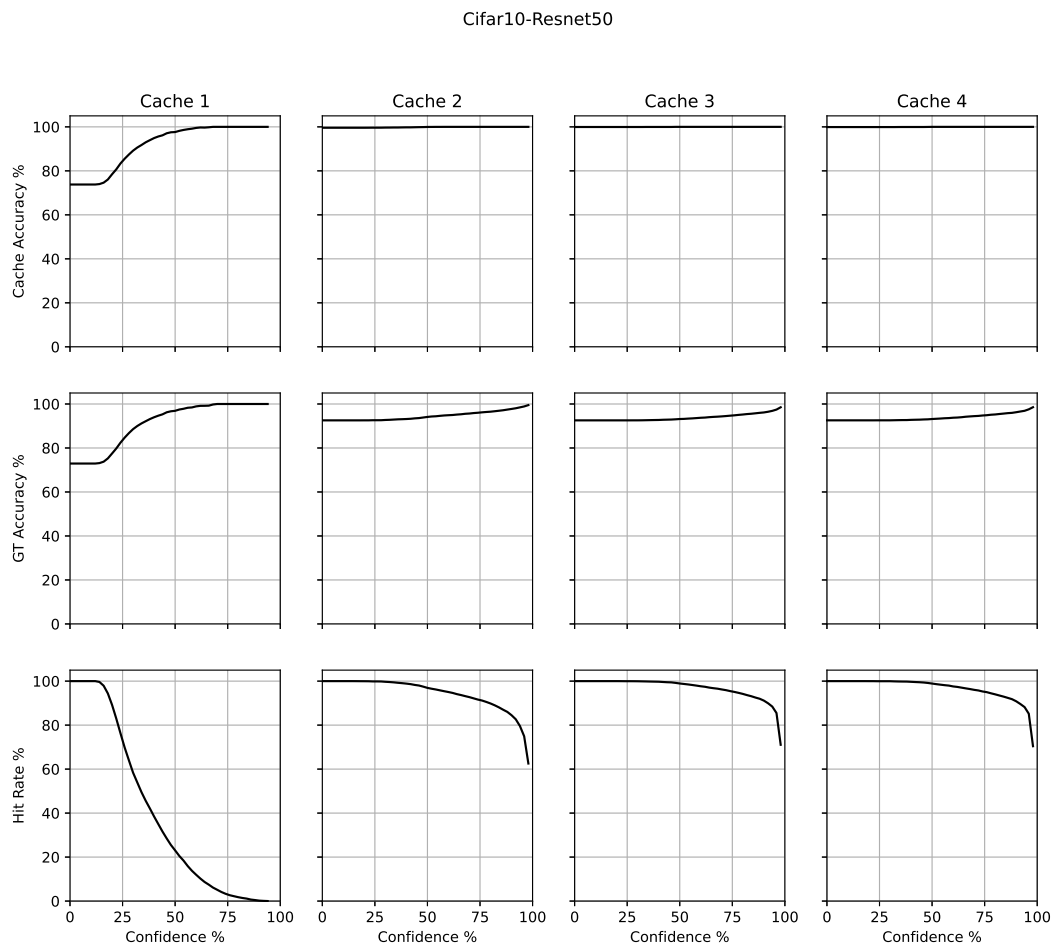 Cifar10-Resnet50
Cache 1 Cache 2 Cache 3 Cache 4
100
80
60
40
20
0
Cache Accuracy %
100
80
60
40
20
0
GT Accuracy %
100
80
60
40
20
0
Hit Rate %
0 25 50 75 100 0 25 50 75 100 0 25 50 75 100 0 25 50 75 100
Confidence % Confidence % Confidence % Confidence %